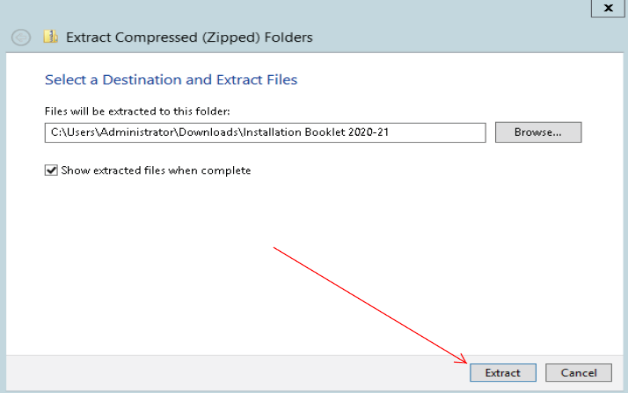 Extract Compressed (Zipped) Folders
Select a Destination and Extract Files
Files will be extracted to this folder:
C:\Users\Administrator\Downloads\Installation Booklet 2020-21
Browse...
Show extracted files when complete
Extract
Cancel